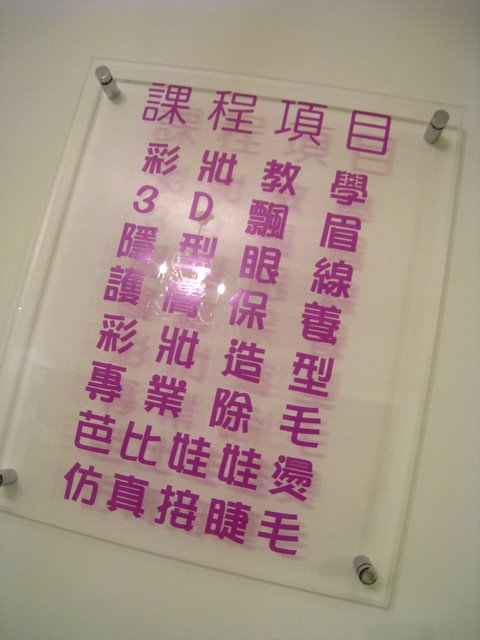 課程項目
彩妝教學
3D飄眉
隱型眼線
護膚保養
彩妝造型
專業除毛
芭比娃娃燙
仿真接睫毛